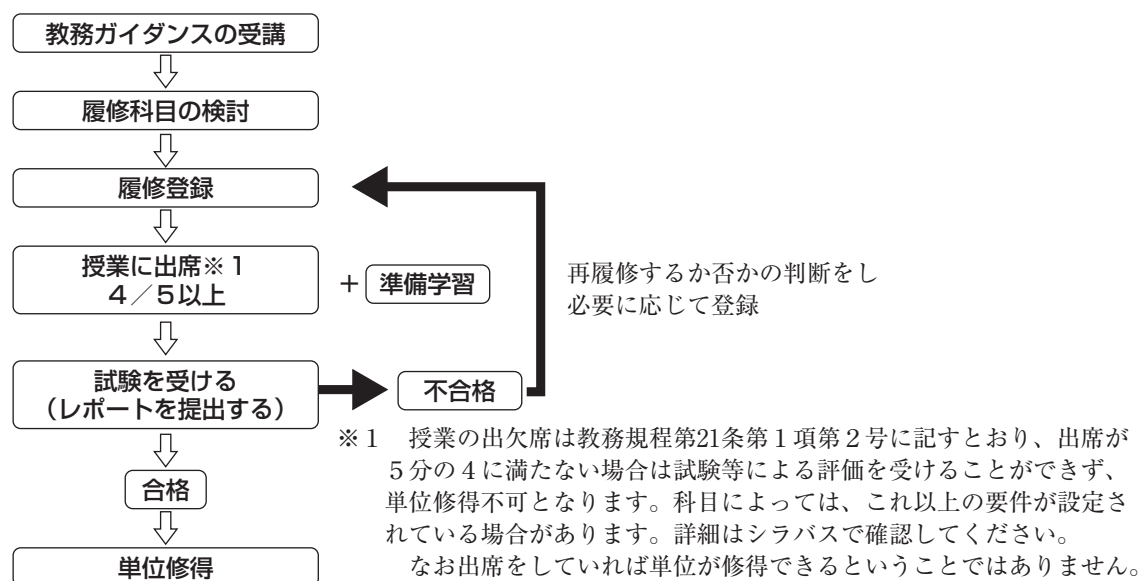 教務ガイダンスの受講
履修科目の検討
履修登録
授業に出席※１
４／５以上
＋ 準備学習
再履修するか否かの判断をし
必要に応じて登録
試験を受ける
（レポートを提出する）
不合格
※１　授業の出欠席は教務規程第21条第１項第２号に記すとおり、出席が
５分の４に満たない場合は試験等による評価を受けることができず、
単位修得不可となります。科目によっては、これ以上の要件が設定さ
れている場合があります。詳細はシラバスで確認してください。
なお出席をしていれば単位が修得できるということではありません。
合格
単位修得